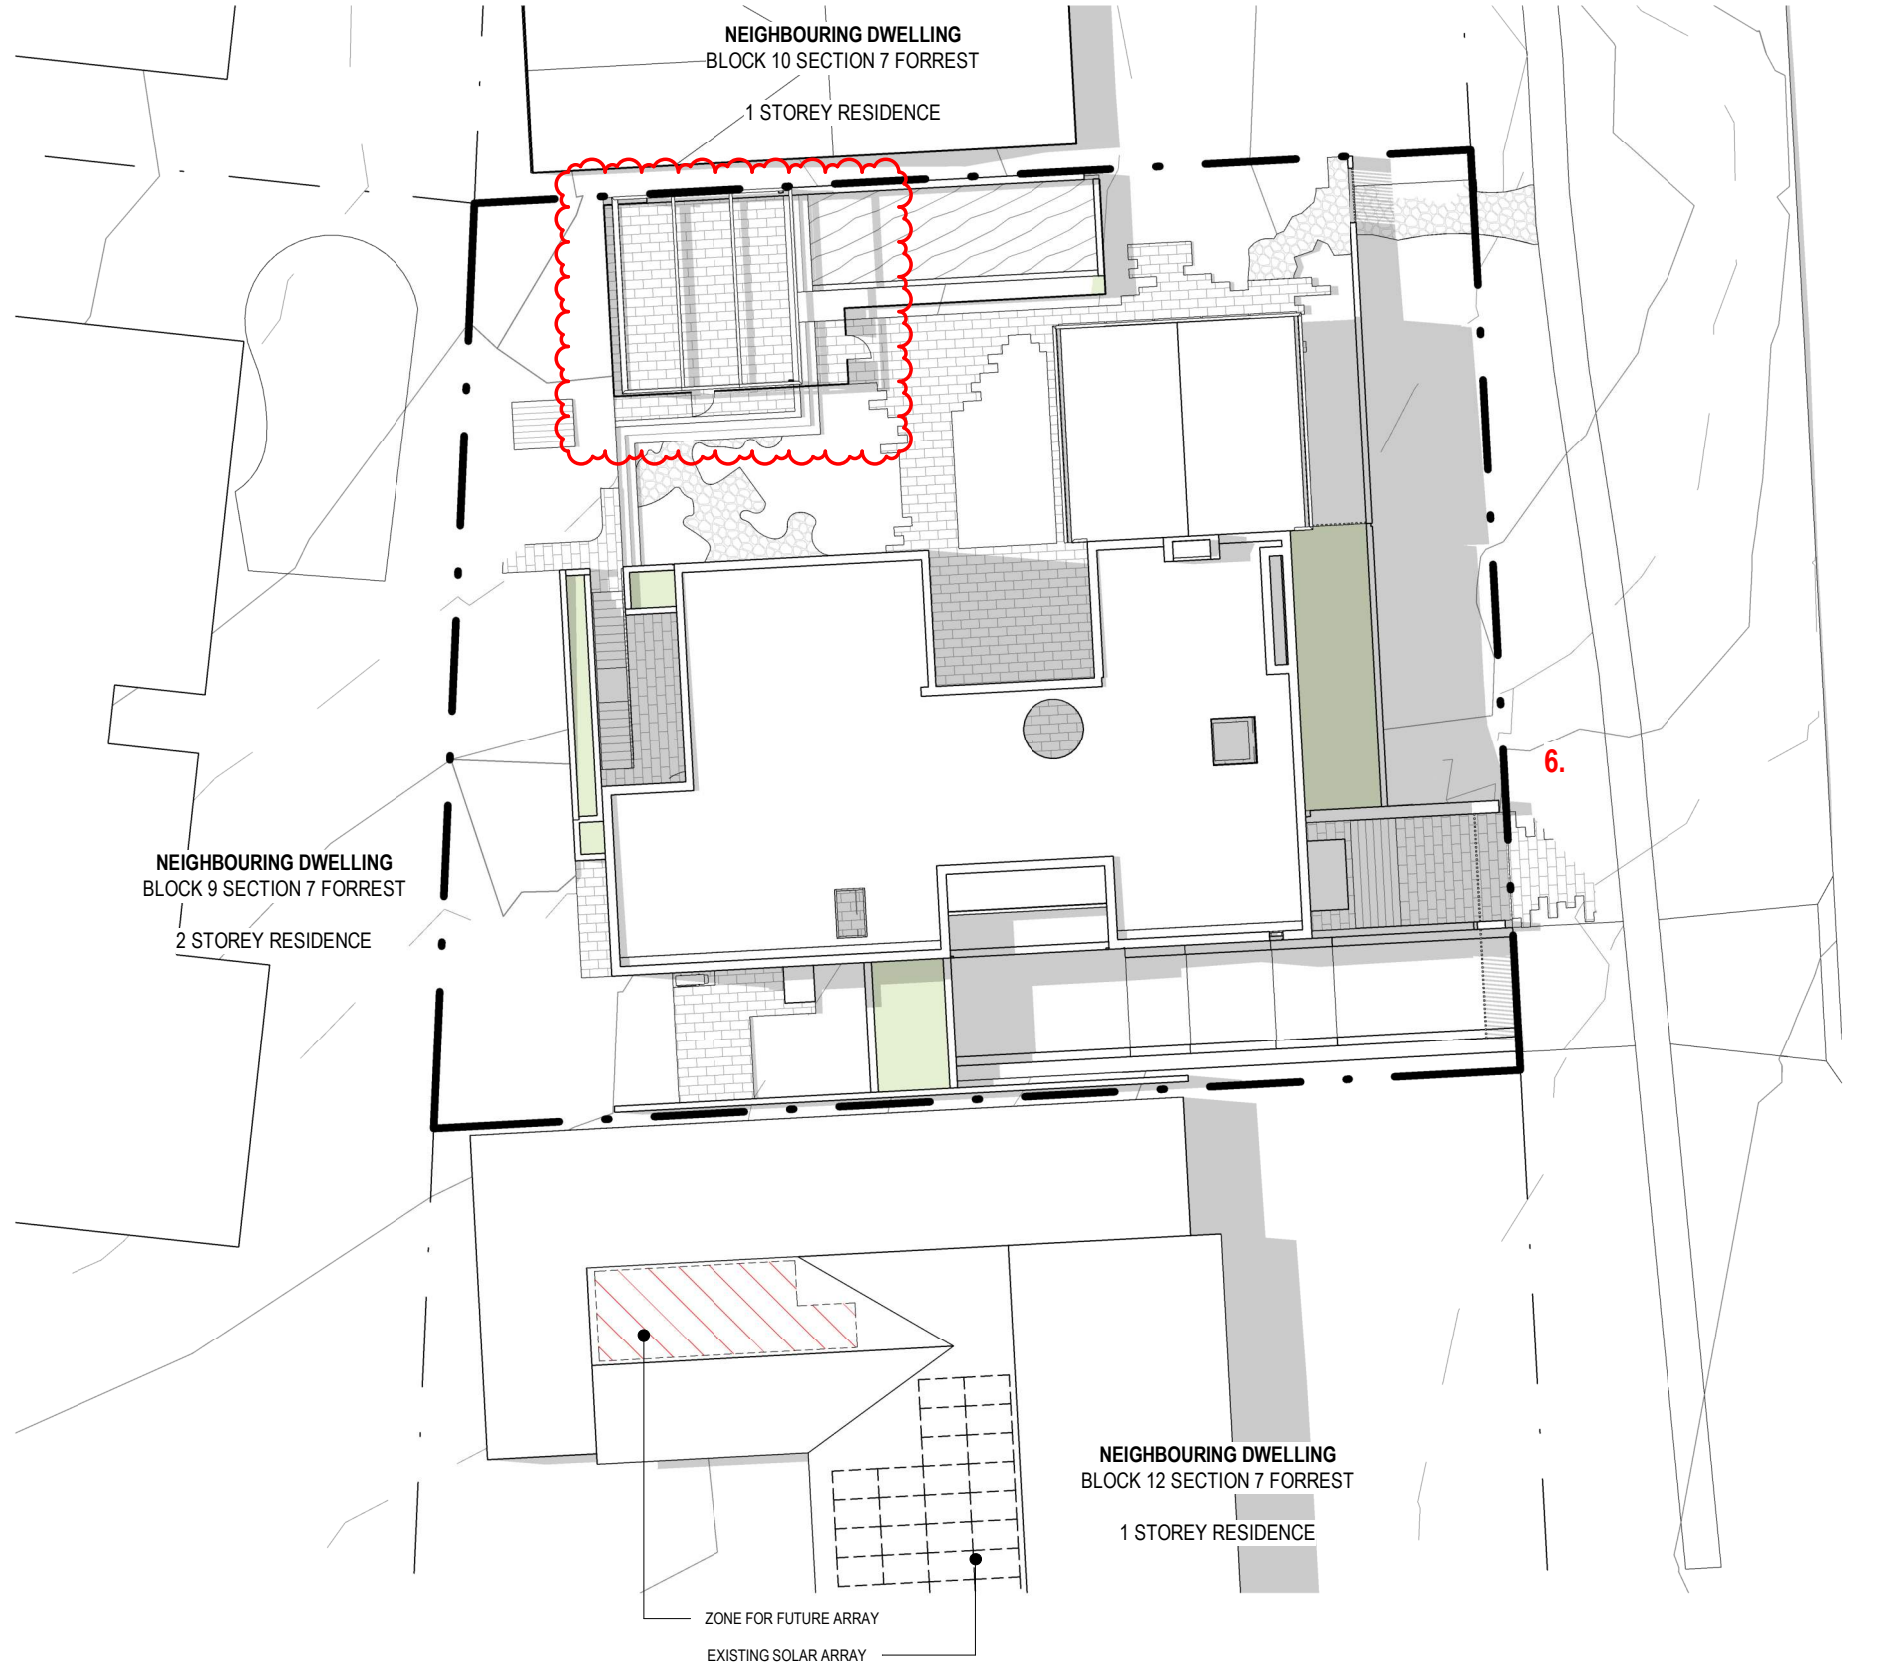 NEIGHBOURING DWELLING
BLOCK 10 SECTION 7 FORREST
1 STOREY RESIDENCE
6.
NEIGHBOURING DWELLING
BLOCK 9 SECTION 7 FORREST
2 STOREY RESIDENCE
NEIGHBOURING DWELLING
BLOCK 12 SECTION 7 FORREST
1 STOREY RESIDENCE
ZONE FOR FUTURE ARRAY
EXISTING SOLAR ARRAY